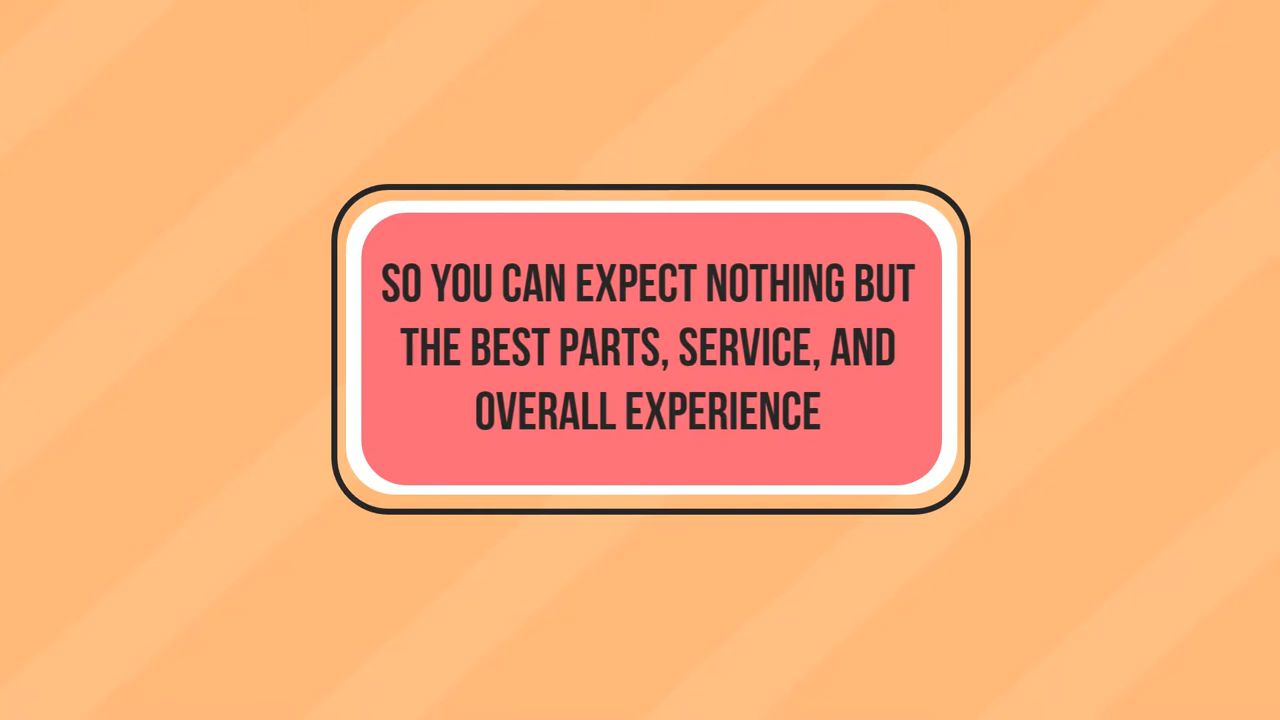 SO YOU CAN EXPECT NOTHING BUT
THE BEST PARTS, SERVICE, AND
OVERALL EXPERIENCE